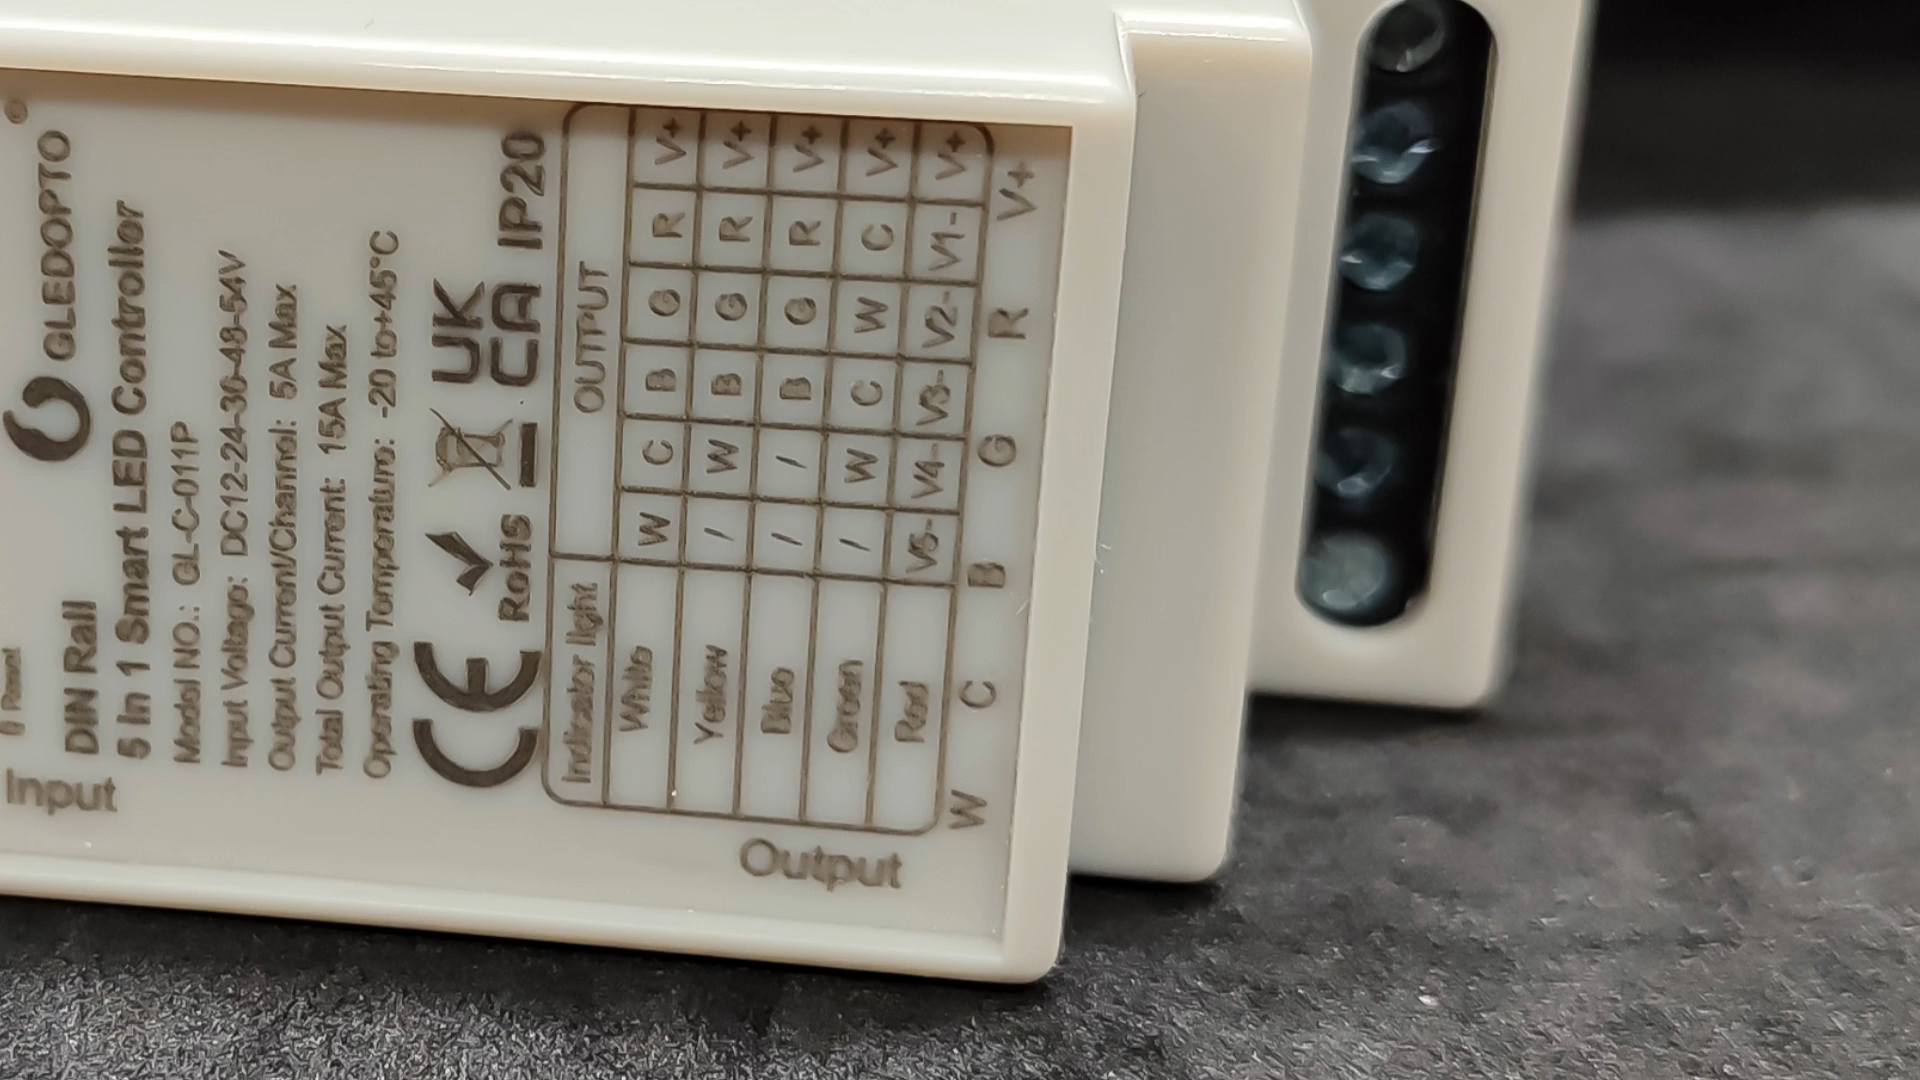 Reset
Input
GLEDOPTO
DIN Rail
5 In 1 Smart LED Controller
Model NO.: GL-C-011P
Input Voltage: DC12-24-36-48-54V
Output Current/Channel: 5A Max
Total Output Current: 15A Max
Operating Temperature: -20 to+45°C
CE RoHS UK CA IP20
Indicator light OUTPUT
White W C B G R V+
Yellow / W B G R V+
Blue / / B G R V+
Green / W C W C V+
Red V5- V4- V3- V2- V1- V+
W C B G R V+
Output